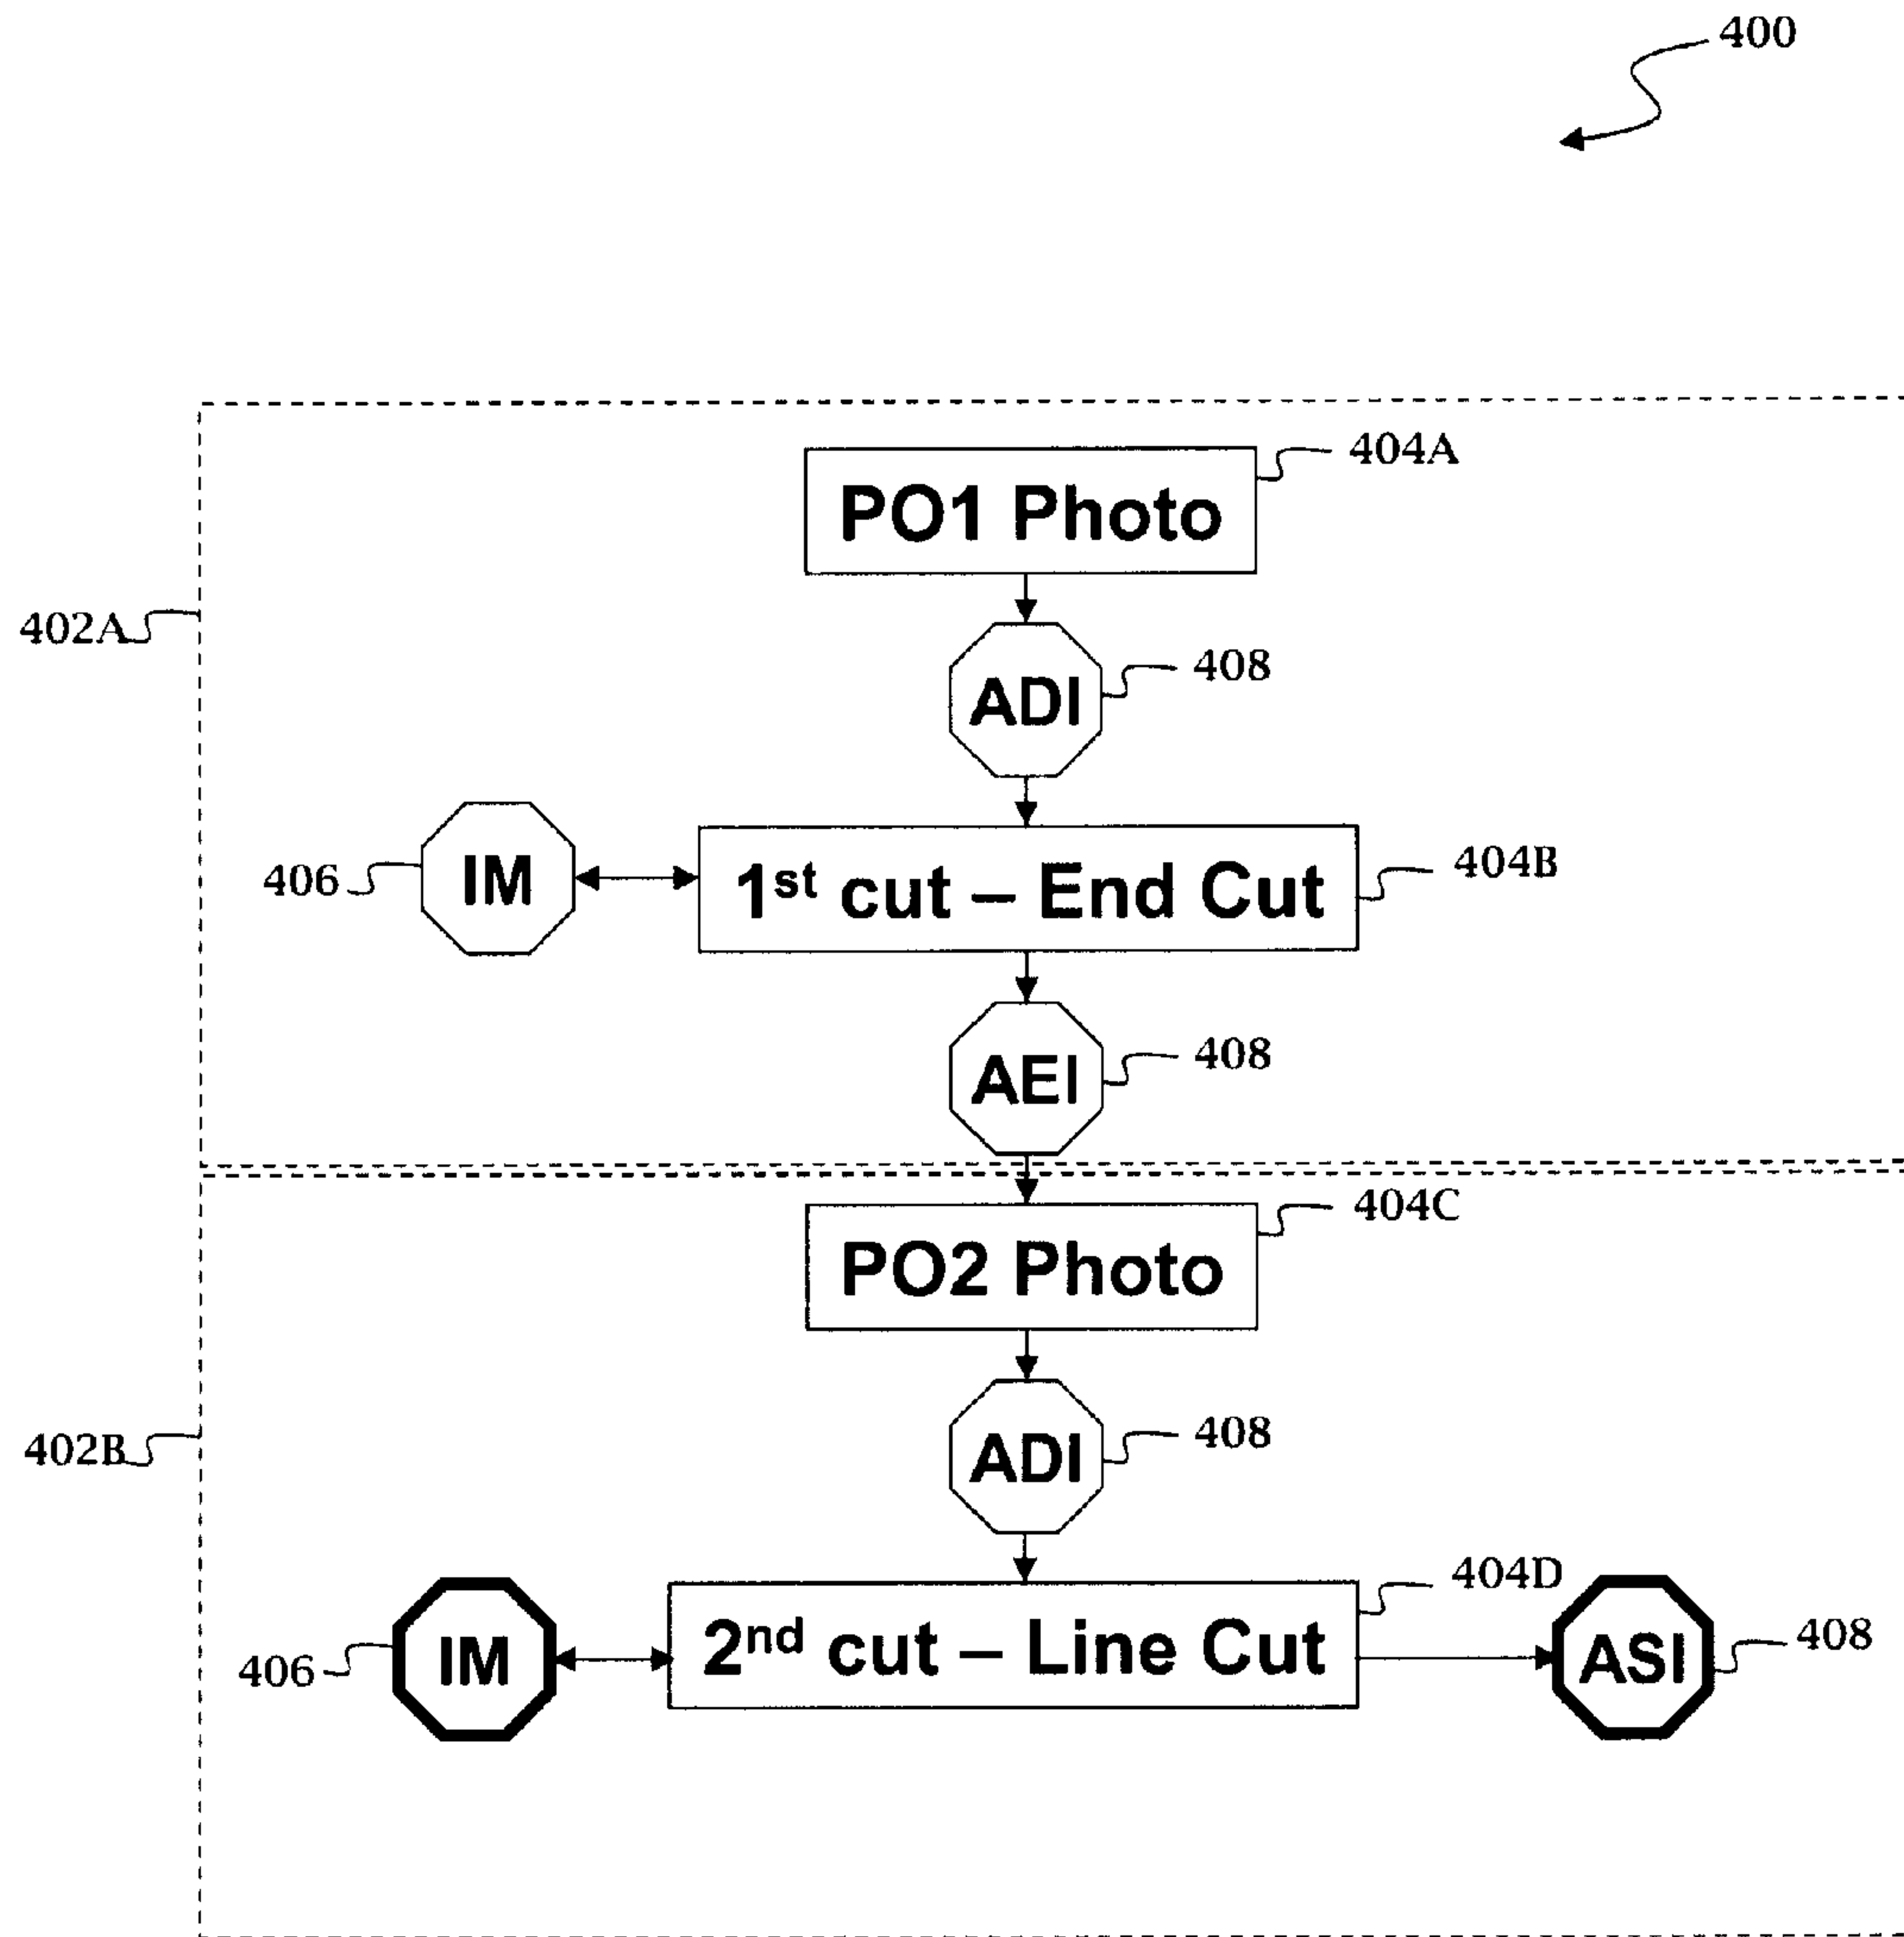 400
PO1 Photo
404A
402A
ADI
408
406
IM
1st cut – End Cut
404B
AEI
408
PO2 Photo
404C
402B
ADI
408
406
IM
2nd cut – Line Cut
404D
ASI
408